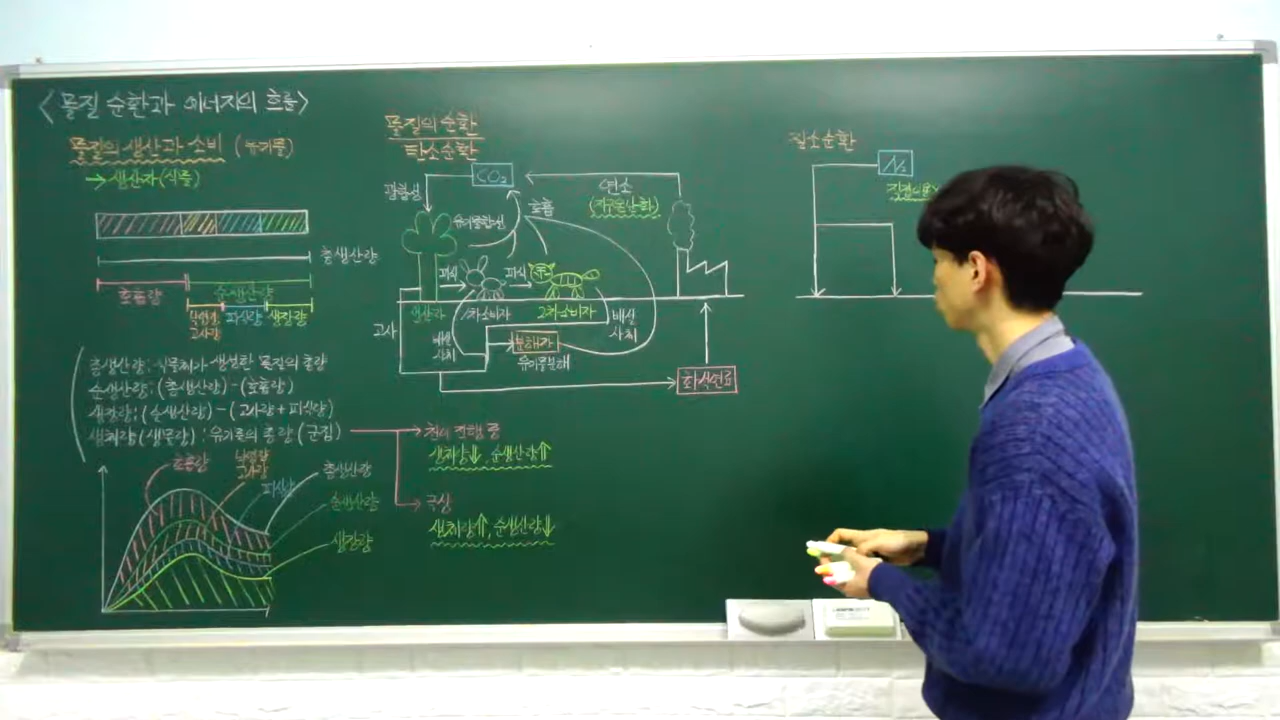 <물질 순환과 에너지의 흐름>
물질의 생산과 소비 (유기물)
→ 생산자(식물)
총생산량
호흡량
순생산량
낙엽량
고사량
피식량
생장량
총생산량: 식물체가 생성한 물질의 총량
순생산량: (총생산량) - (호흡량)
생장량: (순생산량) - (고사량 + 피식량)
생체량(생물량): 유기물의 총량 (군집)
천이 진행 중
생체량⇓, 순생산량⇑
극상
생체량⇑, 순생산량⇓
호흡량
낙엽량
고사량
피식량
총생산량
순생산량
생장량
물질의 순환
탄소순환
CO₂
광합성
유기물합성
호흡
연소
(지구온난화)
피식
피식
생산자
1차소비자
2차소비자
고사
배설
사체
분해자
유기물분해
배설
사체
화석연료
질소순환
N₂